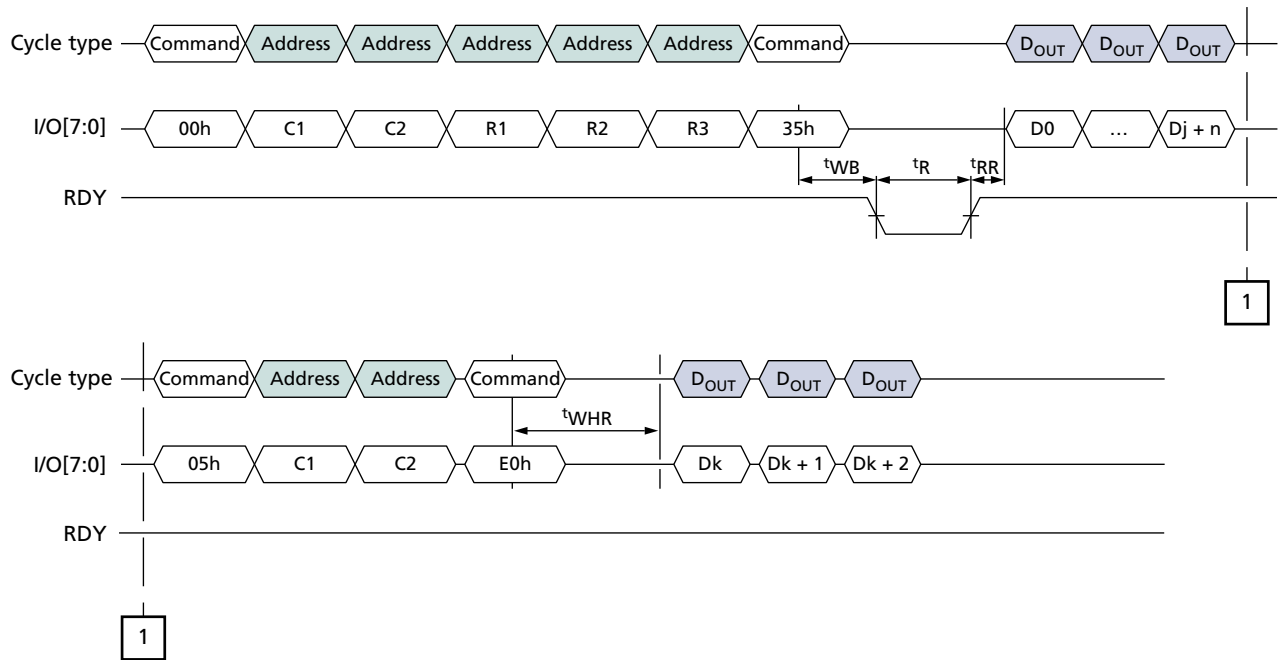 Cycle type Command Address Address Address Address Address Command DOUT DOUT DOUT
I/O[7:0] 00h C1 C2 R1 R2 R3 35h D0 … Dj + n
tWB tR tRR
RDY
1
Cycle type Command Address Address Command DOUT DOUT DOUT
tWHR
I/O[7:0] 05h C1 C2 E0h Dk Dk + 1 Dk + 2
RDY
1